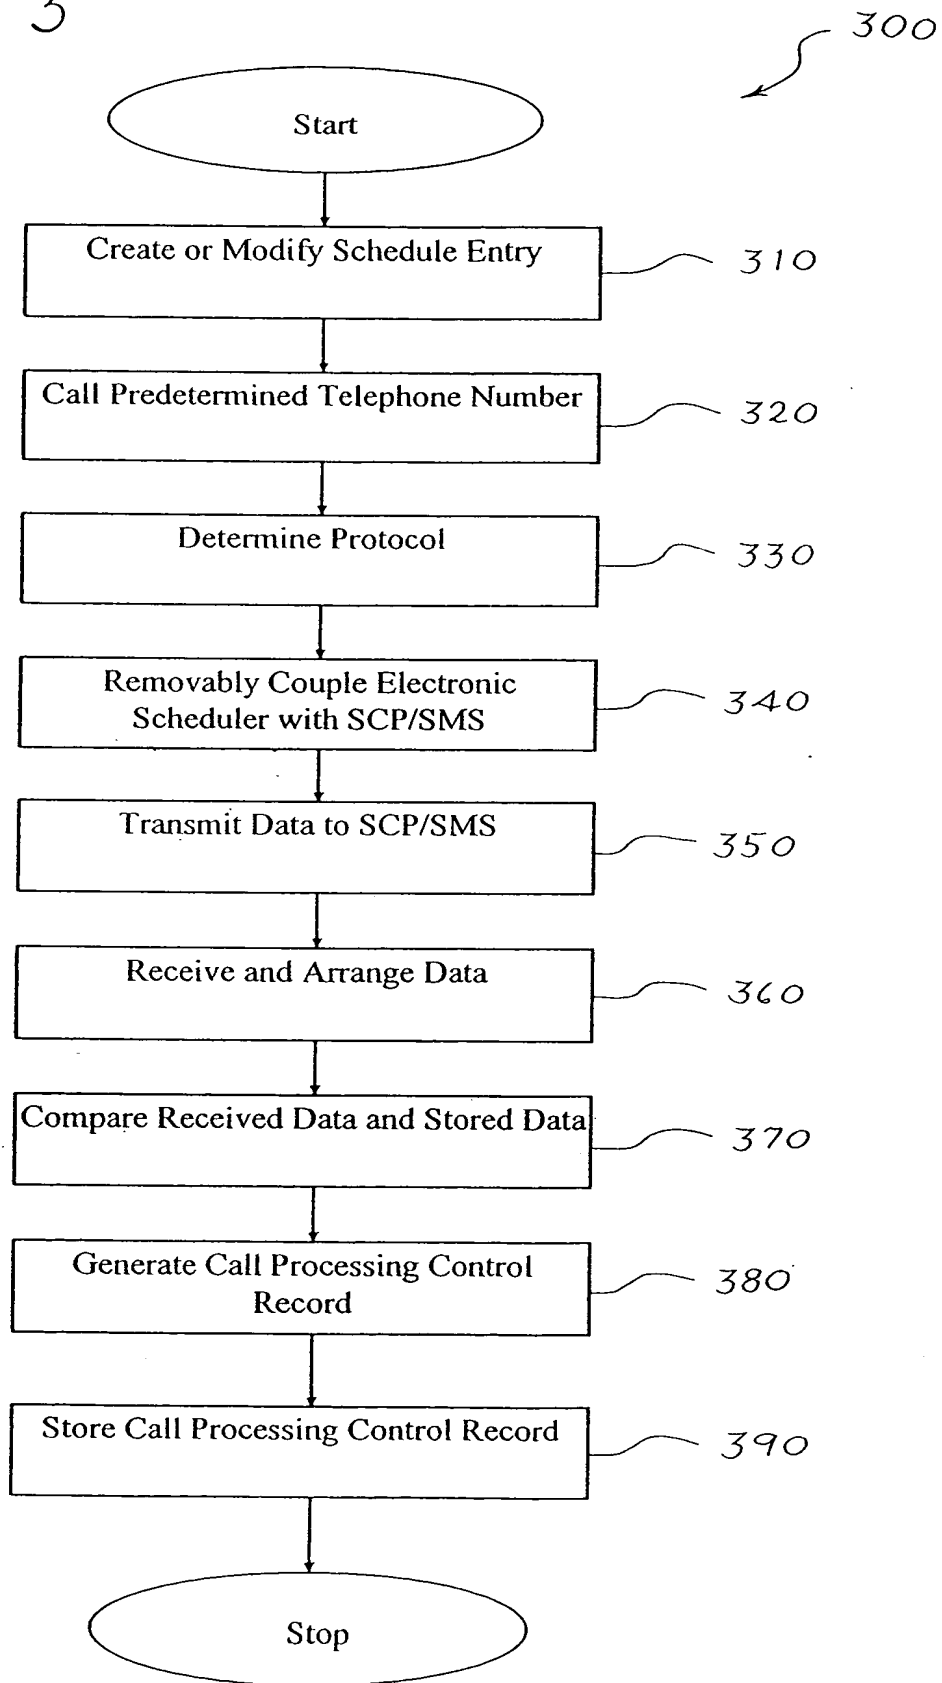 3
300
Start
Create or Modify Schedule Entry
310
Call Predetermined Telephone Number
320
Determine Protocol
330
Removably Couple Electronic
Scheduler with SCP/SMS
340
Transmit Data to SCP/SMS
350
Receive and Arrange Data
360
Compare Received Data and Stored Data
370
Generate Call Processing Control
Record
380
Store Call Processing Control Record
390
Stop